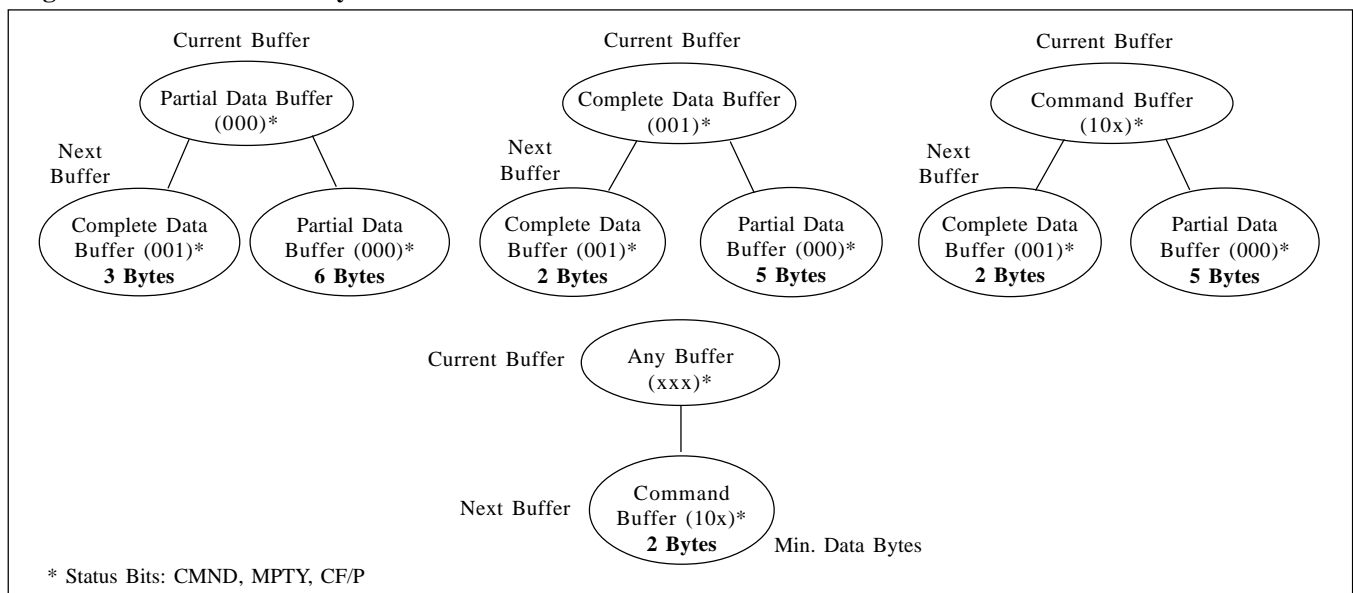 Current Buffer
Partial Data Buffer
(000)*
Next
Buffer
Complete Data
Buffer (001)*
3 Bytes
Partial Data
Buffer (000)*
6 Bytes
Current Buffer
Complete Data Buffer
(001)*
Next
Buffer
Complete Data
Buffer (001)*
2 Bytes
Partial Data
Buffer (000)*
5 Bytes
Current Buffer
Command Buffer
(10x)*
Next
Buffer
Complete Data
Buffer (001)*
2 Bytes
Partial Data
Buffer (000)*
5 Bytes
Current Buffer
Any Buffer
(xxx)*
Next Buffer
Command
Buffer (10x)*
2 Bytes
Min. Data Bytes
* Status Bits: CMND, MPTY, CF/P